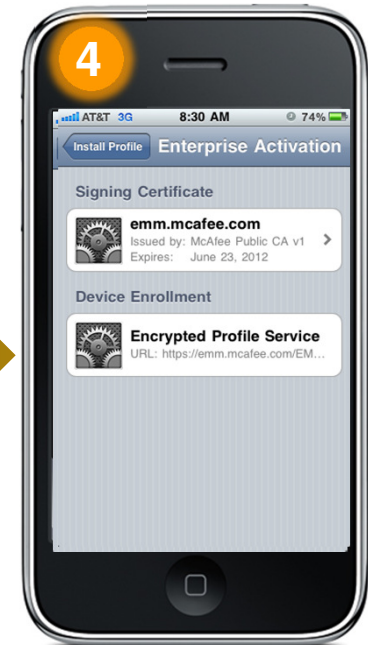 4
AT&T 3G 8:30 AM 74%
Install Profile Enterprise Activation
Signing Certificate
emm.mcafee.com
Issued by: McAfee Public CA v1
Expires: June 23, 2012
Device Enrollment
Encrypted Profile Service
URL: https://emm.mcafee.com/EM...